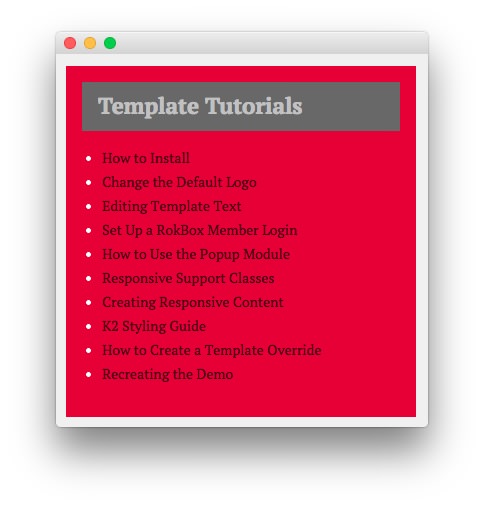 Template Tutorials
How to Install
Change the Default Logo
Editing Template Text
Set Up a RokBox Member Login
How to Use the Popup Module
Responsive Support Classes
Creating Responsive Content
K2 Styling Guide
How to Create a Template Override
Recreating the Demo